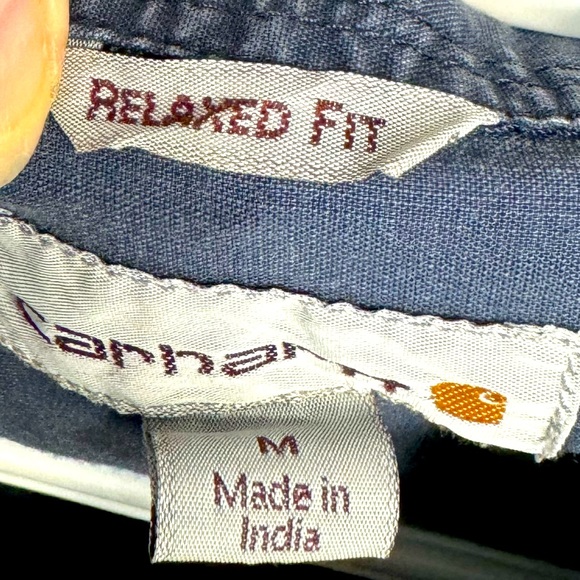 RELAXED FIT
Carhartt
M
Made in
India